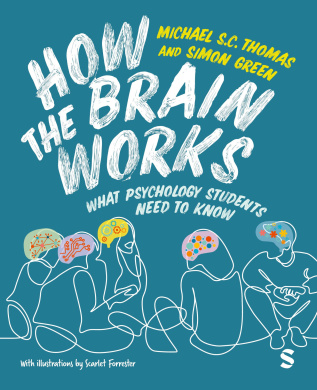 MICHAEL S.C. THOMAS
AND SIMON GREEN
HOW
THE BRAIN
WORKS
WHAT PSYCHOLOGY STUDENTS
NEED TO KNOW
With illustrations by Scarlet Forrester
S